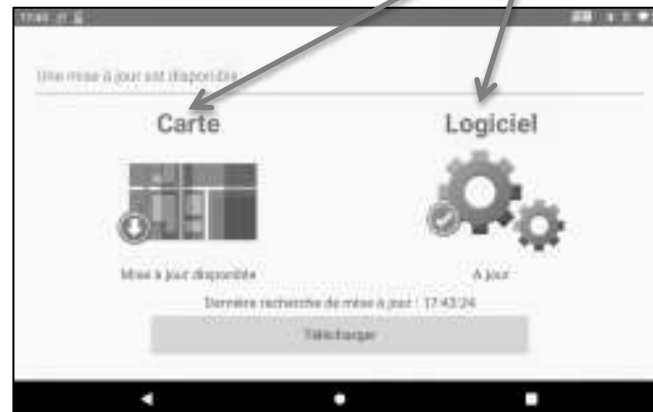 Une mise à jour est disponible
Carte
Logiciel
Mise à jour disponible
A jour
Dernière recherche de mise à jour : 17:43:24
Télécharger